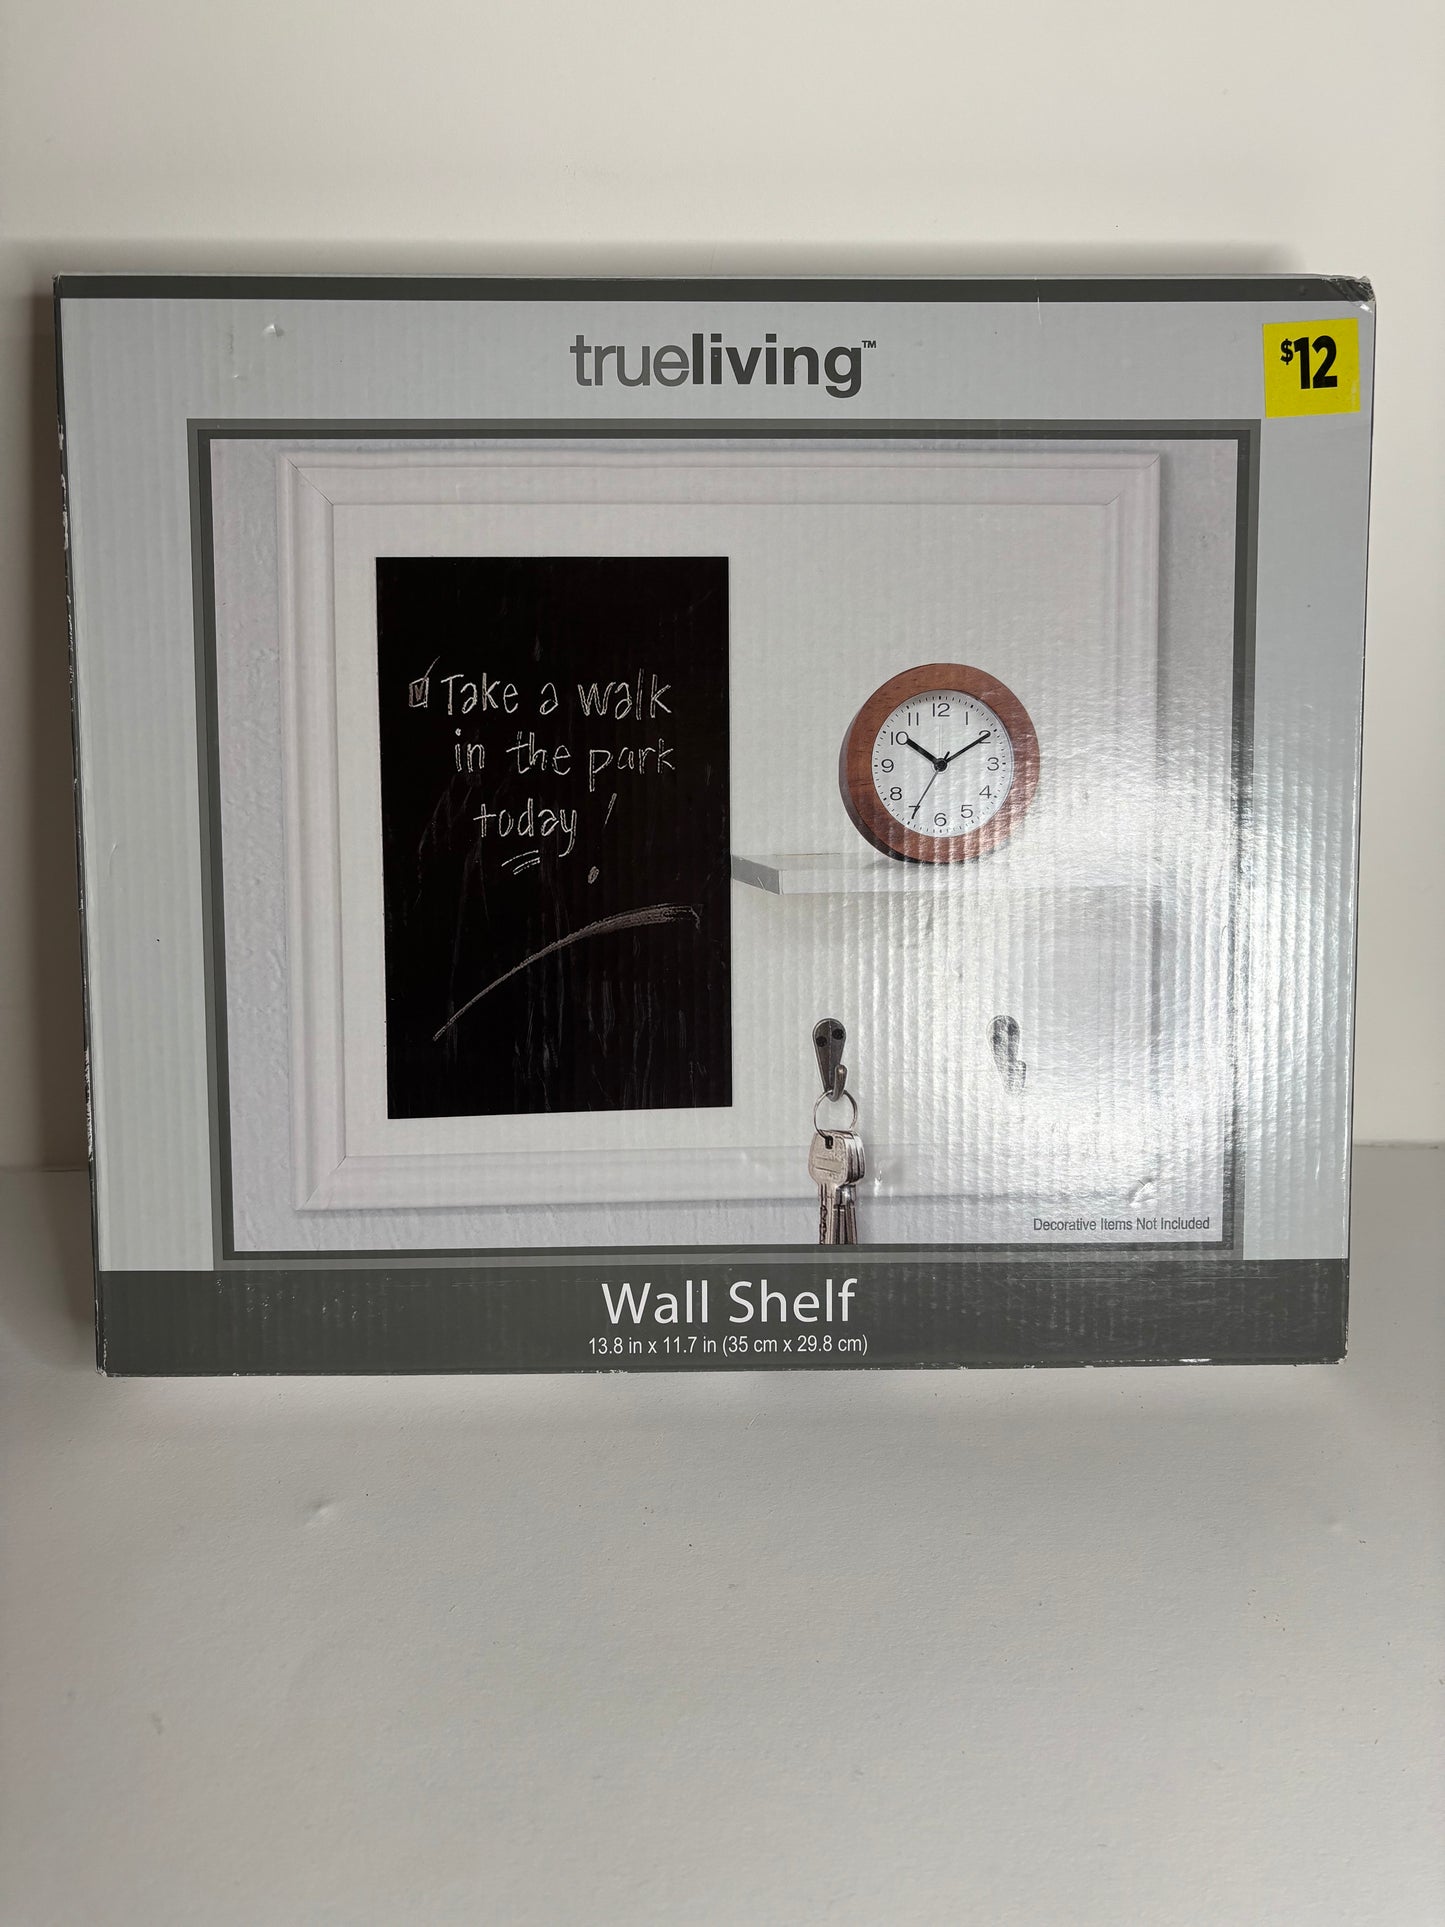 trueliving™
$12
Take a walk
in the park
today!
12
1
2
3
4
5
6
7
8
9
10
11
Decorative Items Not Included
Wall Shelf
13.8 in x 11.7 in (35 cm x 29.8 cm)